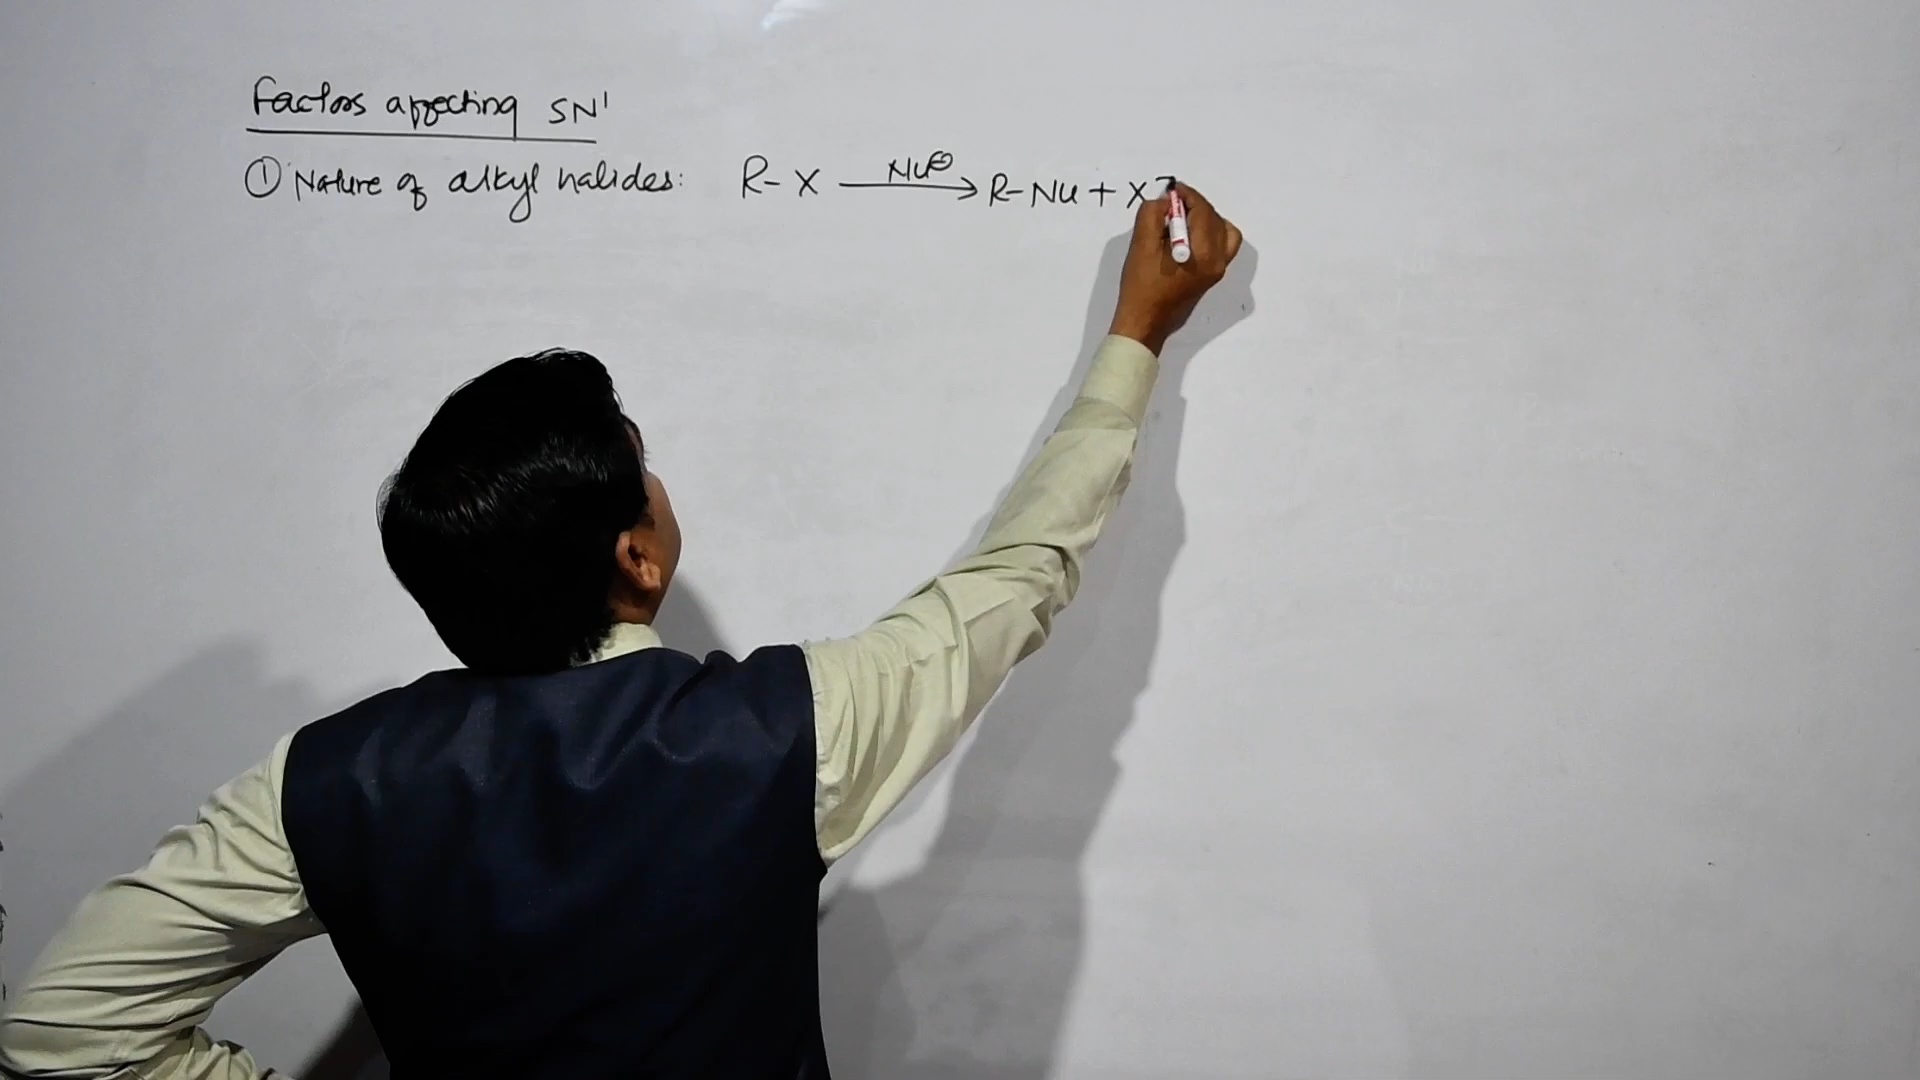 Factors affecting SN¹
① Nature of alkyl halides: R-X —Nu⊖→ R-Nu + X⁻